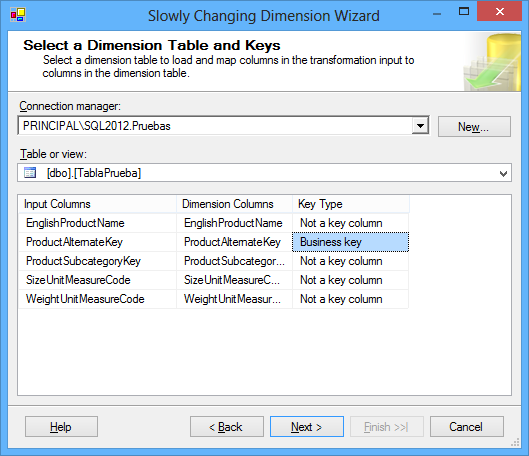 Slowly Changing Dimension Wizard
Select a Dimension Table and Keys
Select a dimension table to load and map columns in the transformation input to
columns in the dimension table.
Connection manager:
PRINCIPAL\SQL2012.Pruebas
New...
Table or view:
[dbo].[TablaPrueba]
Input Columns Dimension Columns Key Type
EnglishProductName EnglishProductName Not a key column
ProductAlternateKey ProductAlternateKey Business key
ProductSubcategoryKey ProductSubcategor... Not a key column
SizeUnitMeasureCode SizeUnitMeasureC... Not a key column
WeightUnitMeasureCode WeightUnitMeasur... Not a key column
Help < Back Next > Finish >>| Cancel